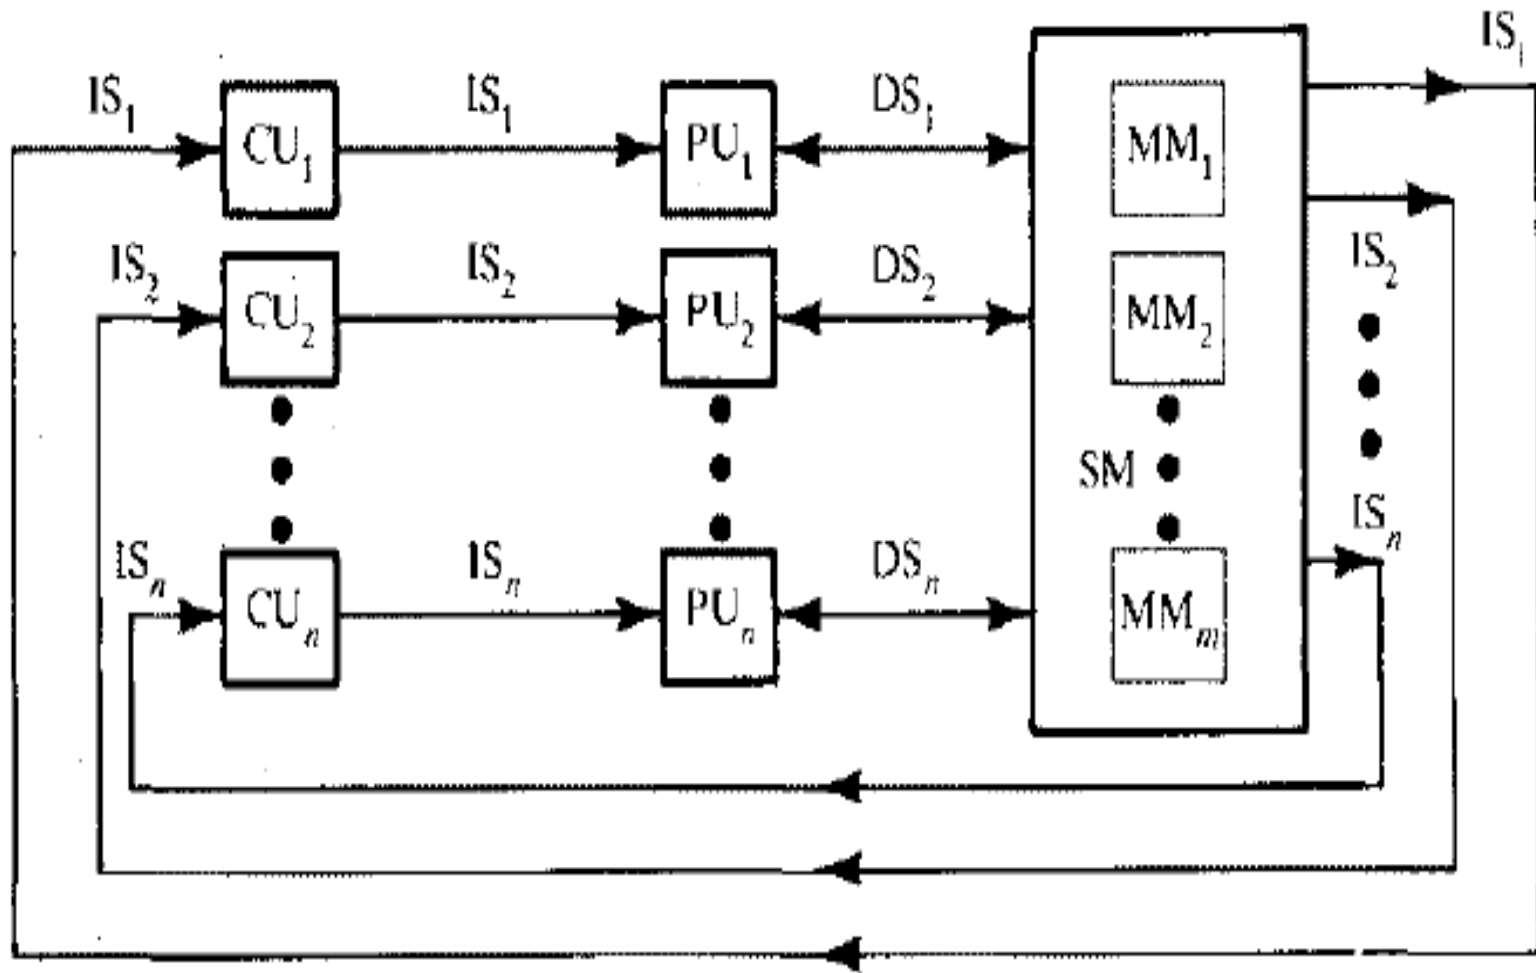 IS₁
IS₁ CU₁ IS₁ PU₁ DS₁ MM₁
IS₂
IS₂ CU₂ IS₂ PU₂ DS₂ MM₂
SM
ISₙ
ISₙ CUₙ ISₙ PUₙ DSₙ MMₘ